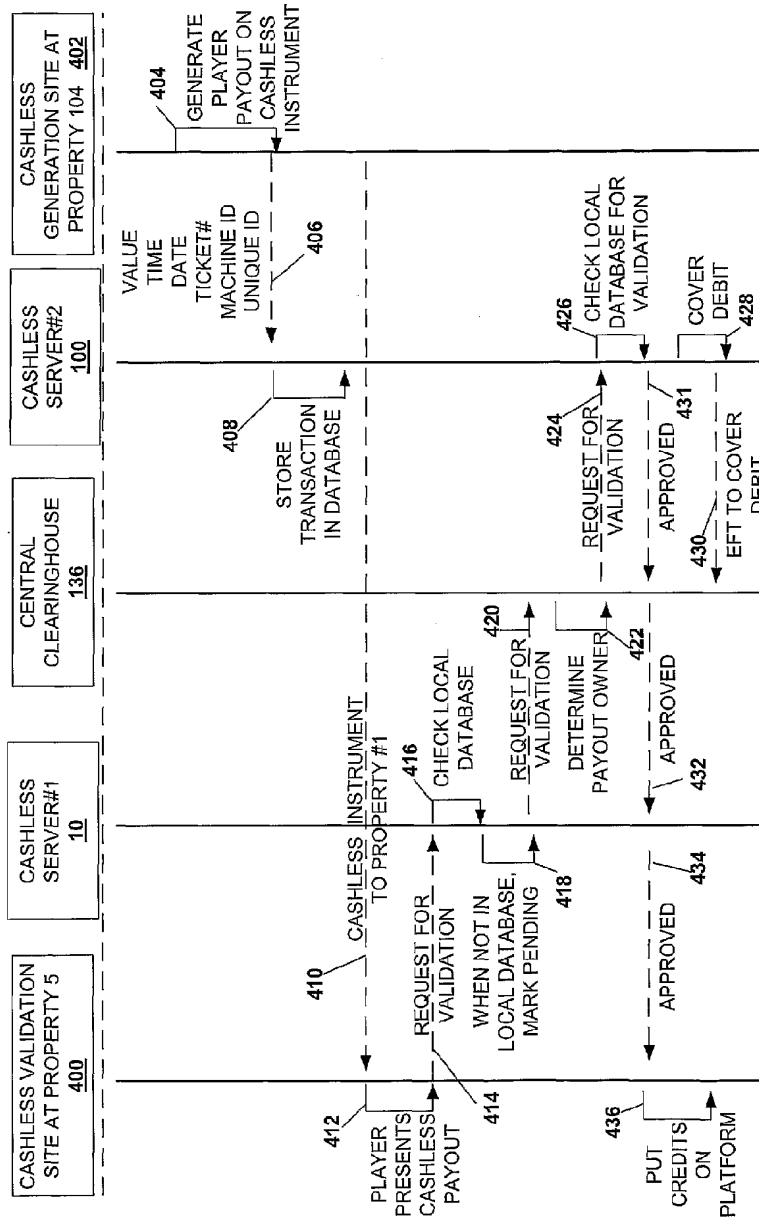 CASHLESS VALIDATION
SITE AT PROPERTY 5
400
CASHLESS
SERVER#1
10
CENTRAL
CLEARINGHOUSE
136
CASHLESS
SERVER#2
100
CASHLESS
GENERATION SITE AT
PROPERTY 104 402
404
GENERATE
PLAYER
PAYOUT ON
CASHLESS
INSTRUMENT
VALUE
TIME
DATE
TICKET#
MACHINE ID
UNIQUE ID
406
408
STORE
TRANSACTION
IN DATABASE
410
CASHLESS INSTRUMENT
TO PROPERTY #1
412
PLAYER
PRESENTS
CASHLESS
PAYOUT
414
REQUEST FOR
VALIDATION
416
CHECK LOCAL
DATABASE
418
WHEN NOT IN
LOCAL DATABASE,
MARK PENDING
420
REQUEST FOR
VALIDATION
422
DETERMINE
PAYOUT OWNER
424
REQUEST FOR
VALIDATION
426
CHECK LOCAL
DATABASE FOR
VALIDATION
431
APPROVED
428
COVER
DEBIT
430
EFT TO COVER
DEBIT
432
APPROVED
434
APPROVED
436
PUT
CREDITS
ON
PLATFORM